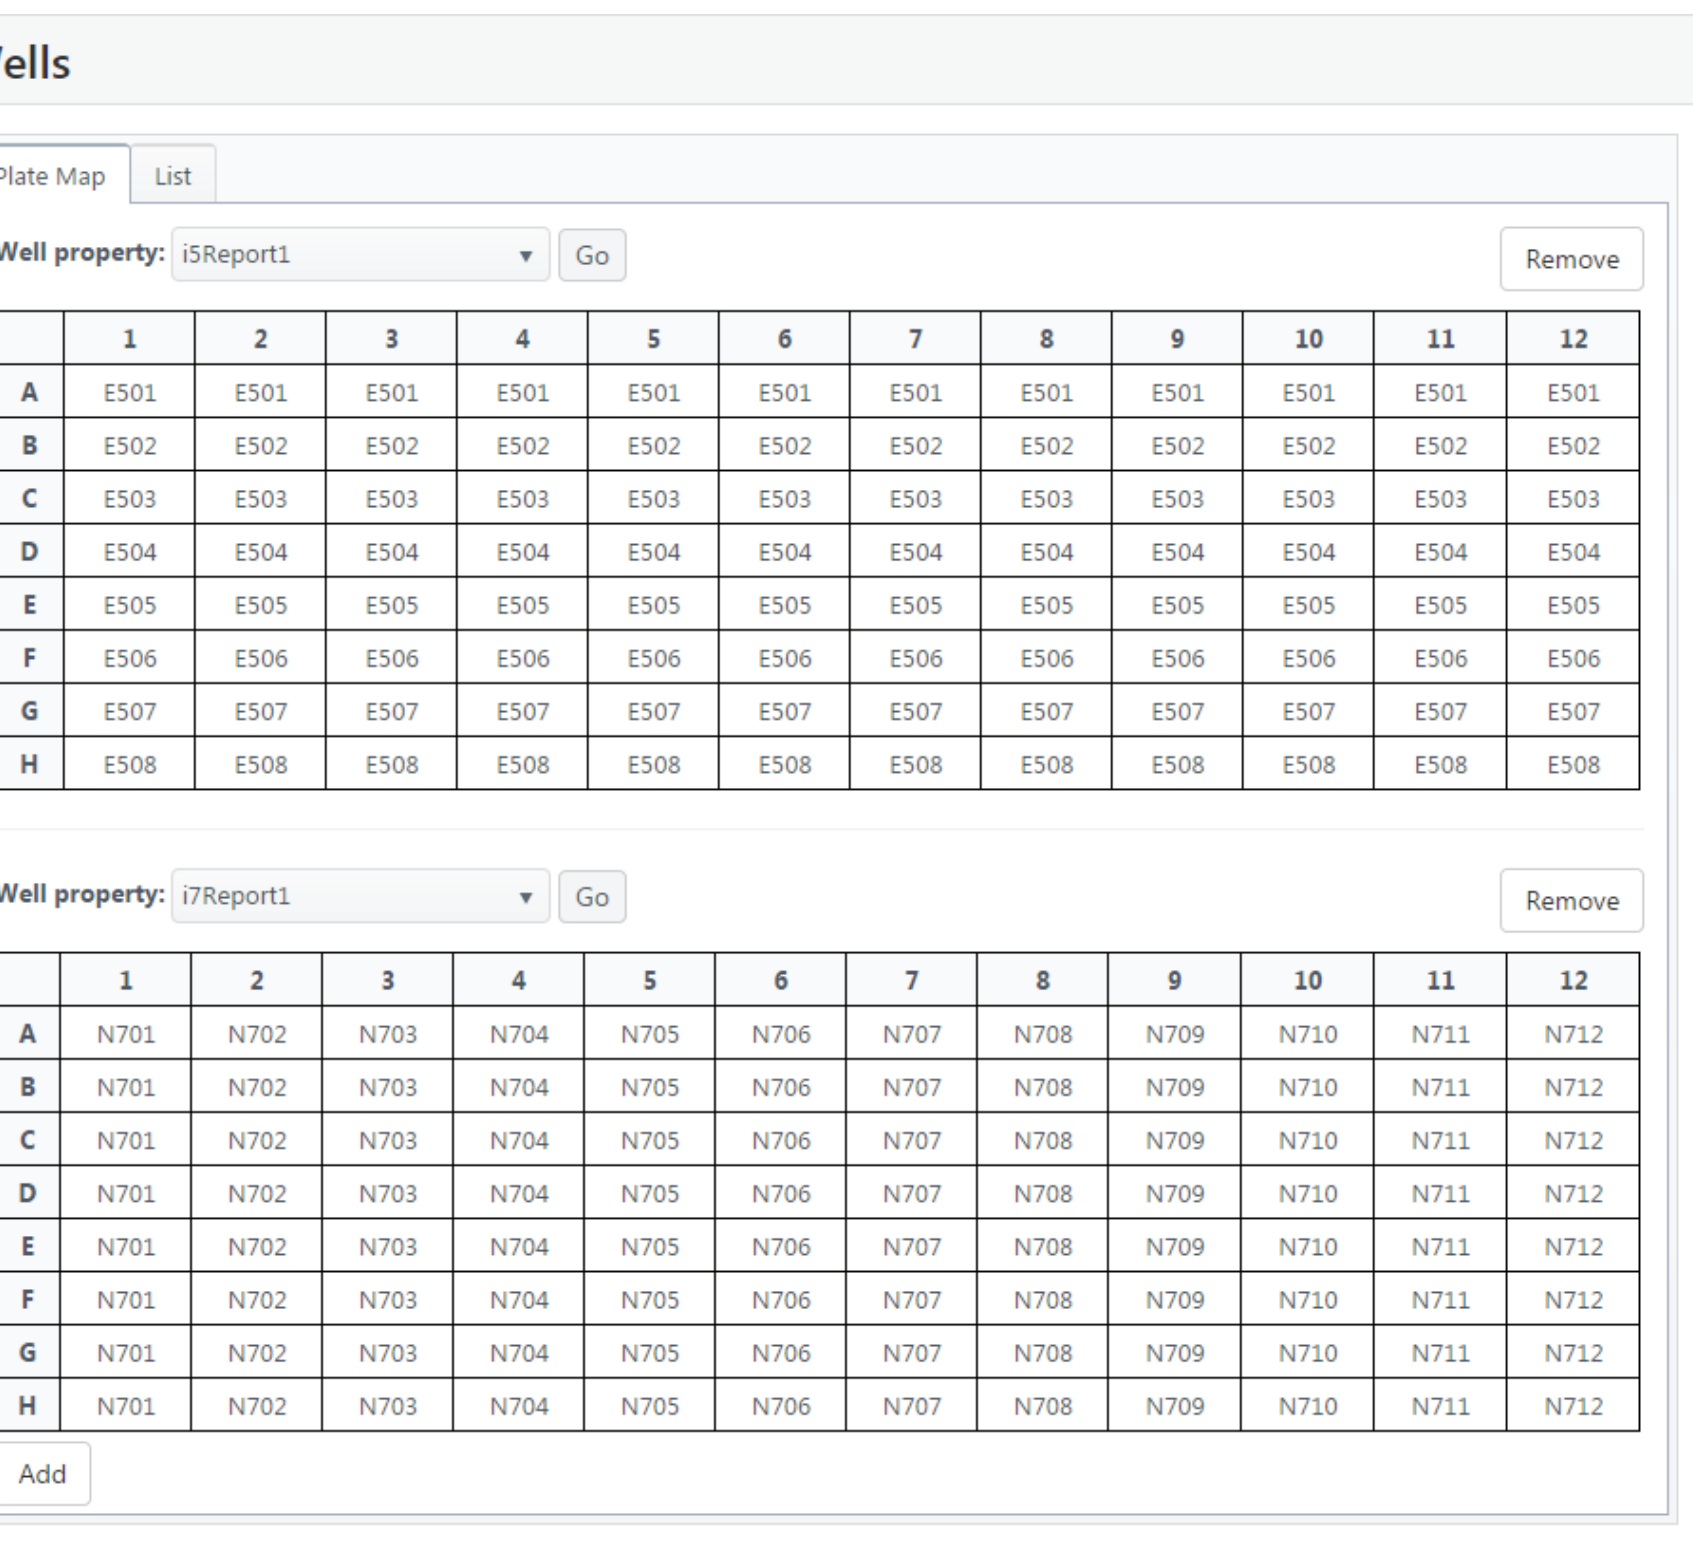 ells
Plate Map List
Well property: i5Report1 Go Remove
1 2 3 4 5 6 7 8 9 10 11 12
A E501 E501 E501 E501 E501 E501 E501 E501 E501 E501 E501 E501
B E502 E502 E502 E502 E502 E502 E502 E502 E502 E502 E502 E502
C E503 E503 E503 E503 E503 E503 E503 E503 E503 E503 E503 E503
D E504 E504 E504 E504 E504 E504 E504 E504 E504 E504 E504 E504
E E505 E505 E505 E505 E505 E505 E505 E505 E505 E505 E505 E505
F E506 E506 E506 E506 E506 E506 E506 E506 E506 E506 E506 E506
G E507 E507 E507 E507 E507 E507 E507 E507 E507 E507 E507 E507
H E508 E508 E508 E508 E508 E508 E508 E508 E508 E508 E508 E508
Well property: i7Report1 Go Remove
1 2 3 4 5 6 7 8 9 10 11 12
A N701 N702 N703 N704 N705 N706 N707 N708 N709 N710 N711 N712
B N701 N702 N703 N704 N705 N706 N707 N708 N709 N710 N711 N712
C N701 N702 N703 N704 N705 N706 N707 N708 N709 N710 N711 N712
D N701 N702 N703 N704 N705 N706 N707 N708 N709 N710 N711 N712
E N701 N702 N703 N704 N705 N706 N707 N708 N709 N710 N711 N712
F N701 N702 N703 N704 N705 N706 N707 N708 N709 N710 N711 N712
G N701 N702 N703 N704 N705 N706 N707 N708 N709 N710 N711 N712
H N701 N702 N703 N704 N705 N706 N707 N708 N709 N710 N711 N712
Add